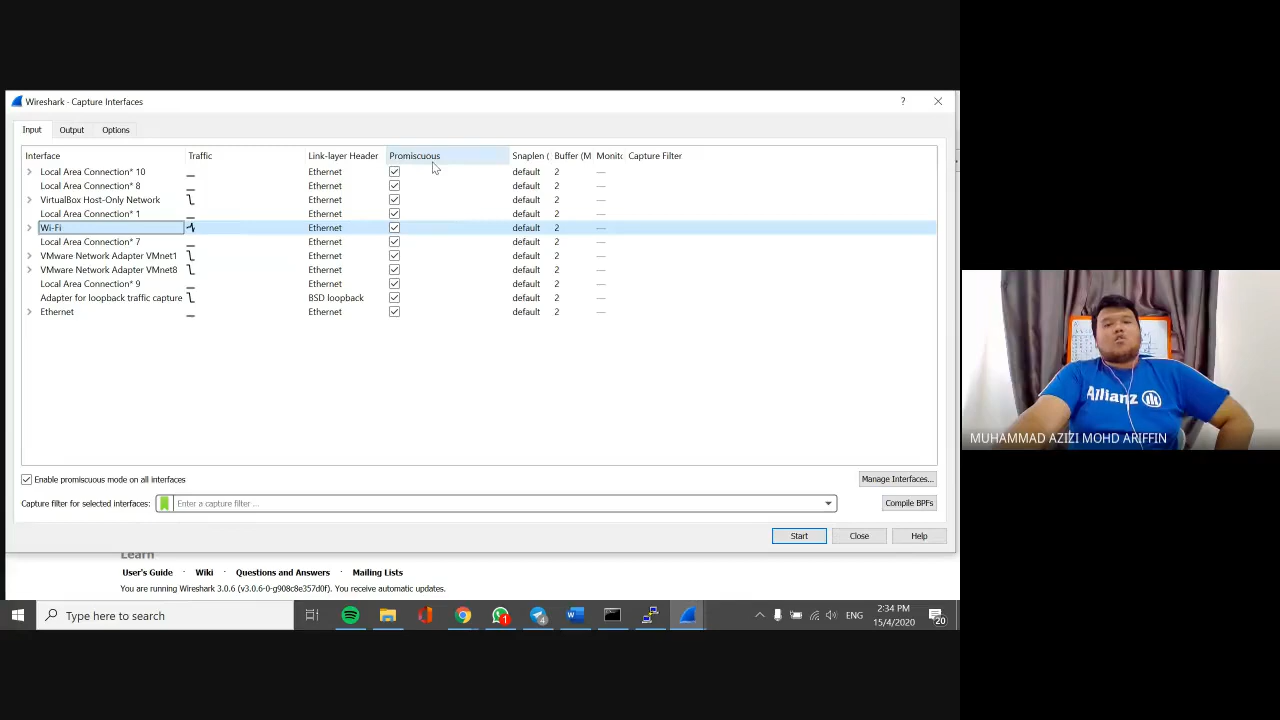 Wireshark - Capture Interfaces
? ×
Input Output Options
Interface Traffic Link-layer Header Promiscuous Snaplen ( Buffer (M Monitc Capture Filter
Local Area Connection* 10 Ethernet default 2 —
Local Area Connection* 8 Ethernet default 2 —
VirtualBox Host-Only Network Ethernet default 2 —
Local Area Connection* 1 Ethernet default 2 —
Wi-Fi Ethernet default 2 —
Local Area Connection* 7 Ethernet default 2 —
VMware Network Adapter VMnet1 Ethernet default 2 —
VMware Network Adapter VMnet8 Ethernet default 2 —
Local Area Connection* 9 Ethernet default 2 —
Adapter for loopback traffic capture BSD loopback default 2 —
Ethernet Ethernet default 2 —
Enable promiscuous mode on all interfaces
Manage Interfaces...
Capture filter for selected interfaces: Enter a capture filter ...
Compile BPFs
Start Close Help
Learn
User's Guide · Wiki · Questions and Answers · Mailing Lists
You are running Wireshark 3.0.6 (v3.0.6-0-g908c8e357d0f). You receive automatic updates.
Type here to search
1
4
ENG
2:34 PM
15/4/2020
20
Allianz
MUHAMMAD AZIZI MOHD ARIFFIN